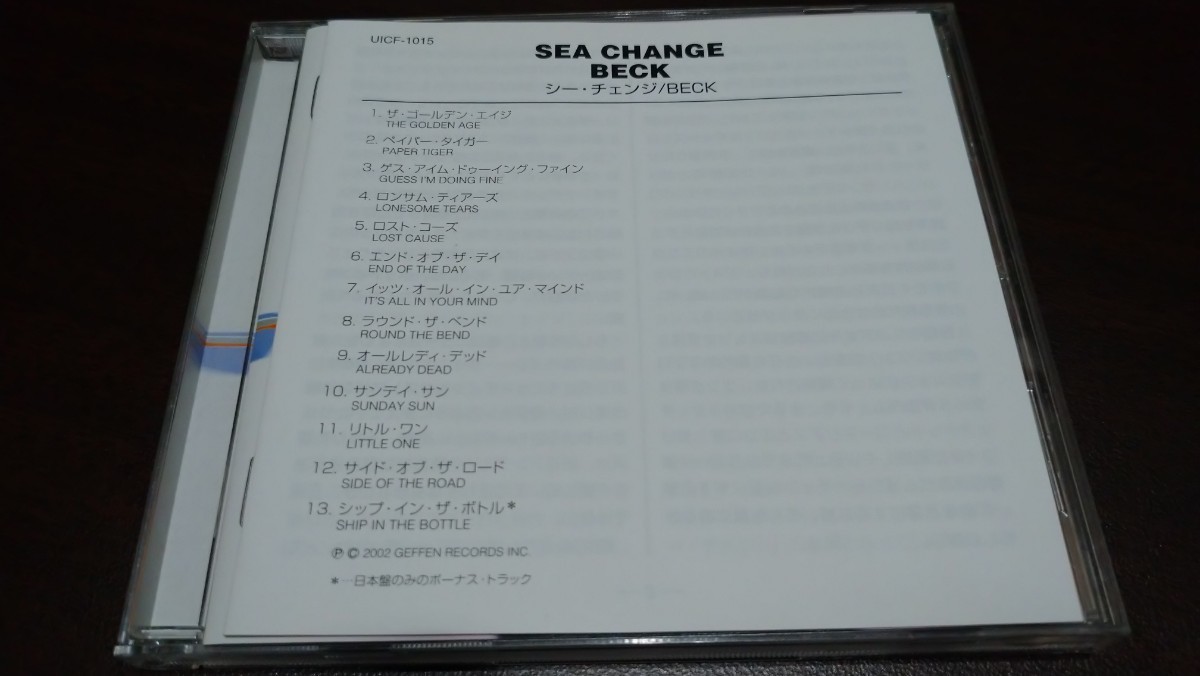 UICF-1015
SEA CHANGE
BECK
シー・チェンジ/BECK
1. ザ・ゴールデン・エイジ
THE GOLDEN AGE
2. ペイパー・タイガー
PAPER TIGER
3. ゲス・アイム・ドゥーイング・ファイン
GUESS I'M DOING FINE
4. ロンサム・ティアーズ
LONESOME TEARS
5. ロスト・コーズ
LOST CAUSE
6. エンド・オブ・ザ・デイ
END OF THE DAY
7. イッツ・オール・イン・ユア・マインド
IT'S ALL IN YOUR MIND
8. ラウンド・ザ・ベンド
ROUND THE BEND
9. オールレディ・デッド
ALREADY DEAD
10. サンデイ・サン
SUNDAY SUN
11. リトル・ワン
LITTLE ONE
12. サイド・オブ・ザ・ロード
SIDE OF THE ROAD
13. シップ・イン・ザ・ボトル*
SHIP IN THE BOTTLE
℗ © 2002 GEFFEN RECORDS INC.
*…日本盤のみのボーナス・トラック